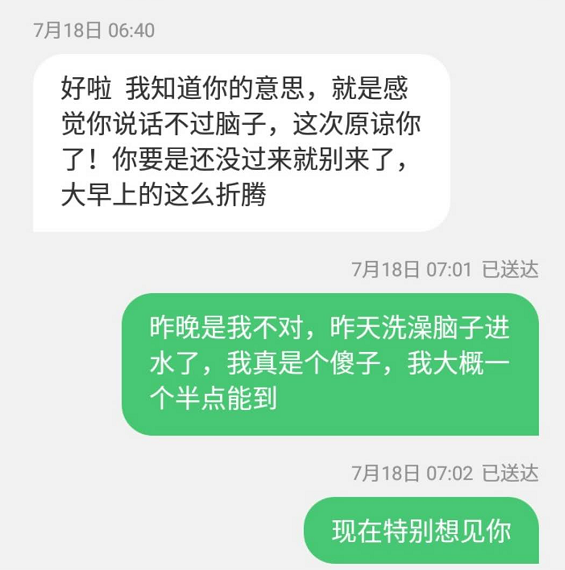 7月18日 06:40
好啦 我知道你的意思，就是感
觉你说话不过脑子，这次原谅你
了！你要是还没过来就别来了，
大早上的这么折腾
7月18日 07:01 已送达
昨晚是我不对，昨天洗澡脑子进
水了，我真是个傻子，我大概一
个半点能到
7月18日 07:02 已送达
现在特别想见你